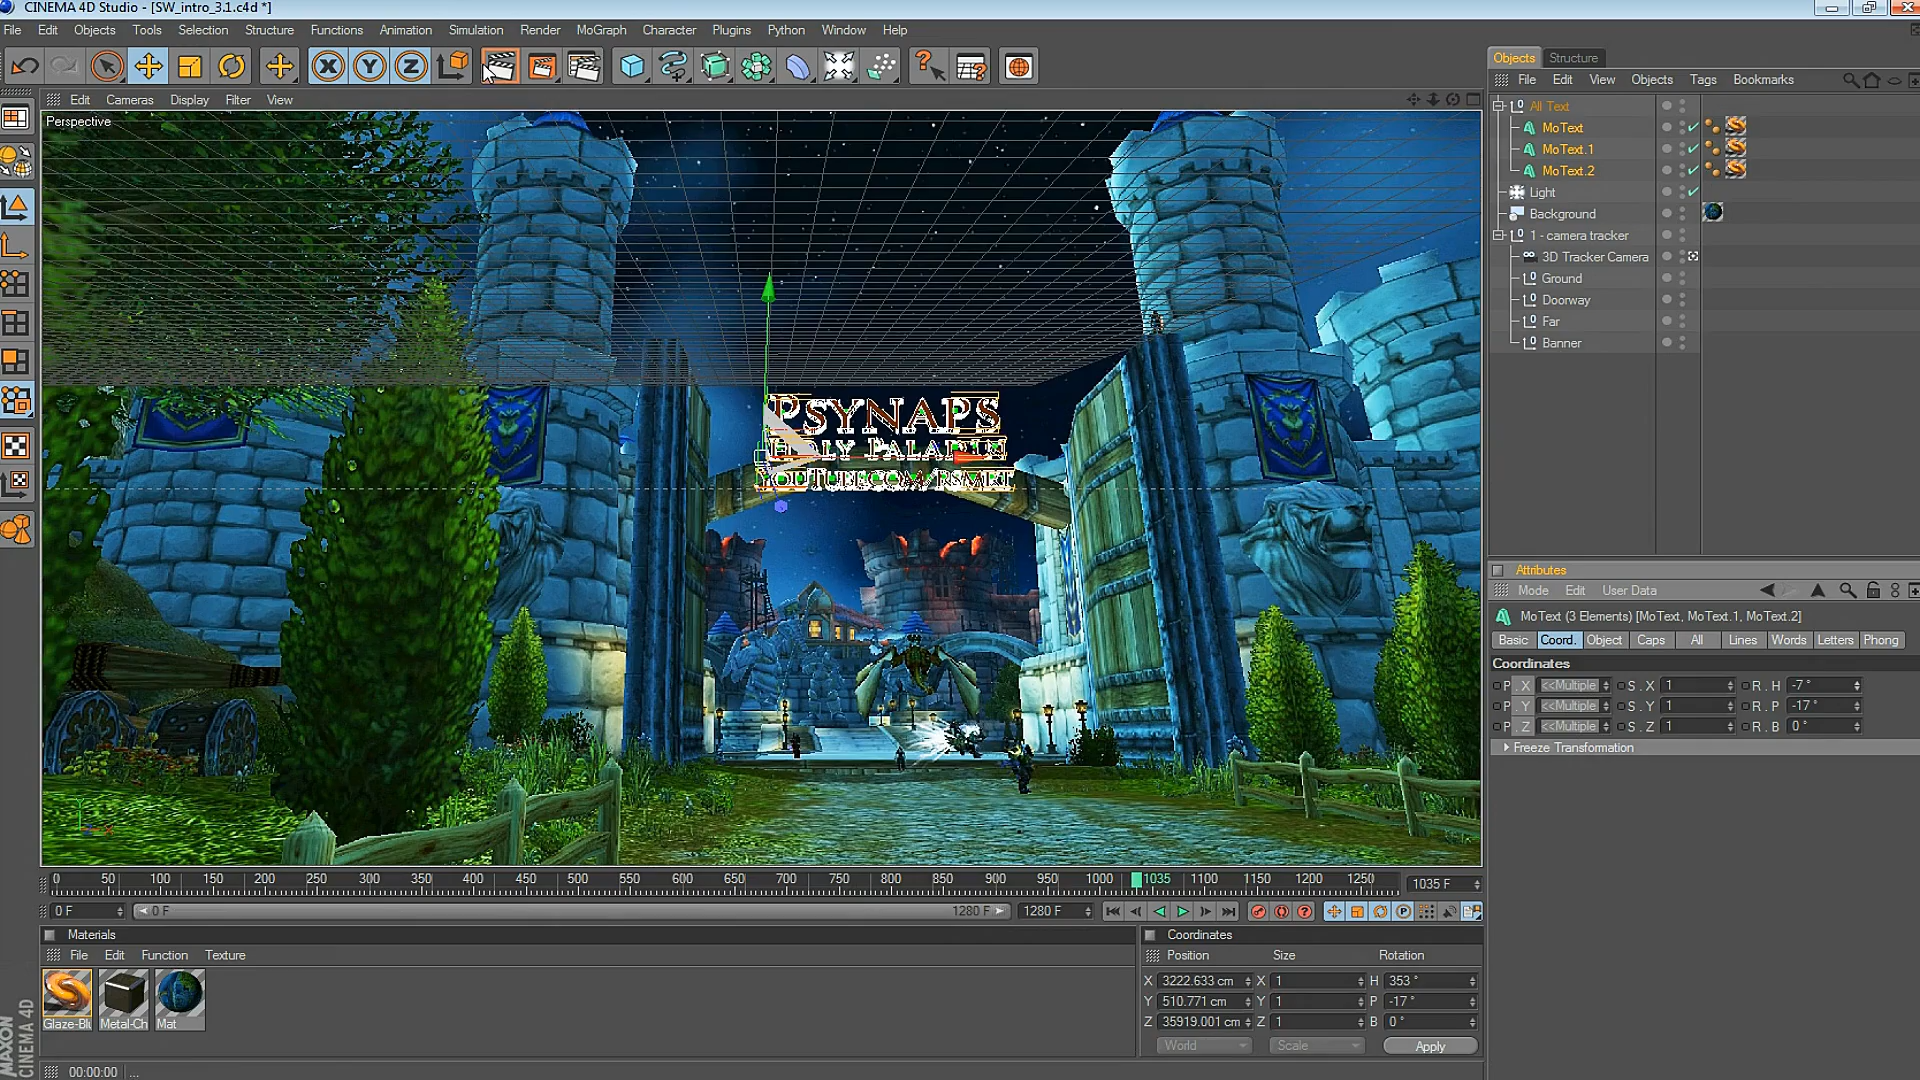 CINEMA 4D Studio - [SW_intro_3.1.c4d *]
File Edit Objects Tools Selection Structure Functions Animation Simulation Render MoGraph Character Plugins Python Window Help
X Y Z
Edit Cameras Display Filter View
Perspective
PSYNAPS
HOLY PALADIN
0 50 100 150 200 250 300 350 400 450 500 550 600 650 700 750 800 850 900 950 1000 1035 1100 1150 1200 1250 1035 F
0 F 0 F 1280 F 1280 F
Materials
File Edit Function Texture
Glaze-Blu Metal-Ch Mat
MAXON
CINEMA 4D
00:00:00 ...
Coordinates
Position Size Rotation
X 3222.633 cm X 1 H 353 °
Y 510.771 cm Y 1 P -17 °
Z 35919.001 cm Z 1 B 0 °
World Scale Apply
Objects Structure
File Edit View Objects Tags Bookmarks
All Text
MoText
MoText.1
MoText.2
Light
Background
1 - camera tracker
3D Tracker Camera
Ground
Doorway
Far
Banner
Attributes
Mode Edit User Data
MoText (3 Elements) [MoText, MoText.1, MoText.2]
Basic Coord. Object Caps All Lines Words Letters Phong
Coordinates
P . X <<Multiple S . X 1 R . H -7 °
P . Y <<Multiple S . Y 1 R . P -17 °
P . Z <<Multiple S . Z 1 R . B 0 °
Freeze Transformation